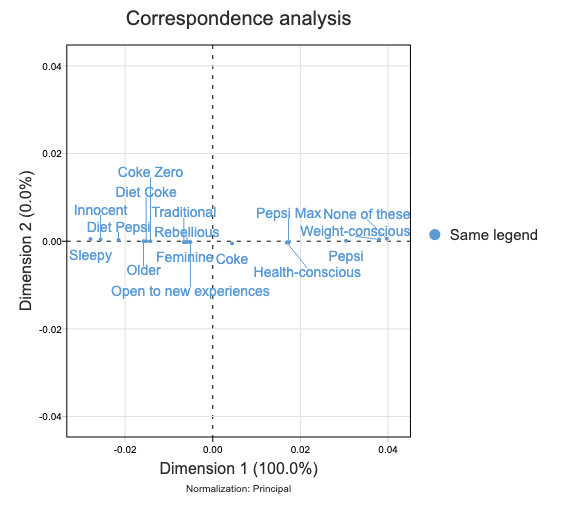 Correspondence analysis
0.04
0.02
0.00
-0.02
-0.04
Dimension 2 (0.0%)
Coke Zero
Diet Coke
Innocent
Traditional
Pepsi Max
None of these
Diet Pepsi
Rebellious
Weight-conscious
Sleepy
Feminine
Coke
Pepsi
Older
Health-conscious
Open to new experiences
Same legend
-0.02
0.00
0.02
0.04
Dimension 1 (100.0%)
Normalization: Principal